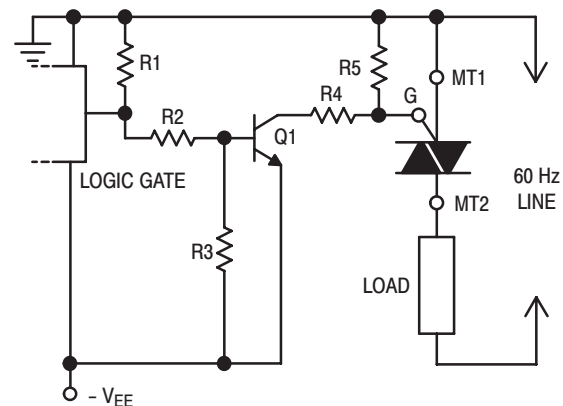 R1
R5
MT1
R4
G
R2
Q1
LOGIC GATE
60 Hz
LINE
MT2
R3
LOAD
– VEE